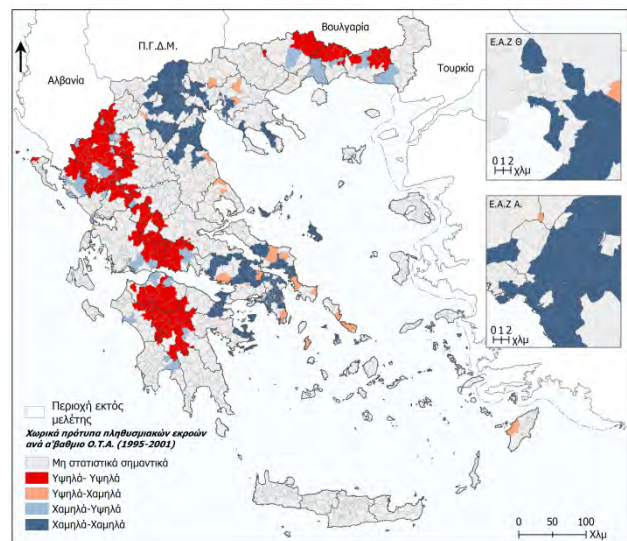 Βουλγαρία
Π.Γ.Δ.Μ.
Αλβανία
Τουρκία
Ε.Α.Ζ Θ
0 1 2
χλμ
Ε.Α.Ζ Α.
0 1 2
χλμ
Περιοχή εκτός
μελέτης
Χωρικά πρότυπα πληθυσμιακών εκροών
ανά α'βαθμιο Ο.Τ.Α. (1995-2001)
Μη στατιστικά σημαντικά
Υψηλά- Υψηλά
Υψηλά-Χαμηλά
Χαμηλά-Υψηλά
Χαμηλά-Χαμηλά
0 50 100
Χλμ